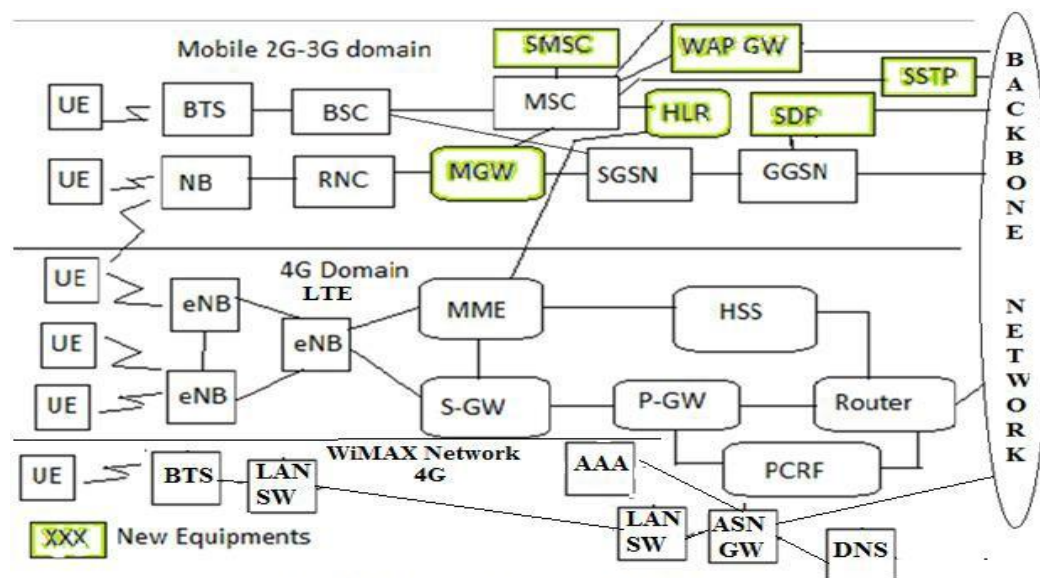 Mobile 2G-3G domain
SMSC
WAP GW
SSTP
UE
BTS
BSC
MSC
HLR
SDP
UE
NB
RNC
MGW
SGSN
GGSN
BACKBONE
NETWORK
4G Domain
LTE
UE
eNB
eNB
MME
HSS
UE
UE
eNB
S-GW
P-GW
Router
WiMAX Network
4G
UE
BTS
LAN
SW
AAA
PCRF
LAN
SW
ASN
GW
DNS
XXX
New Equipments